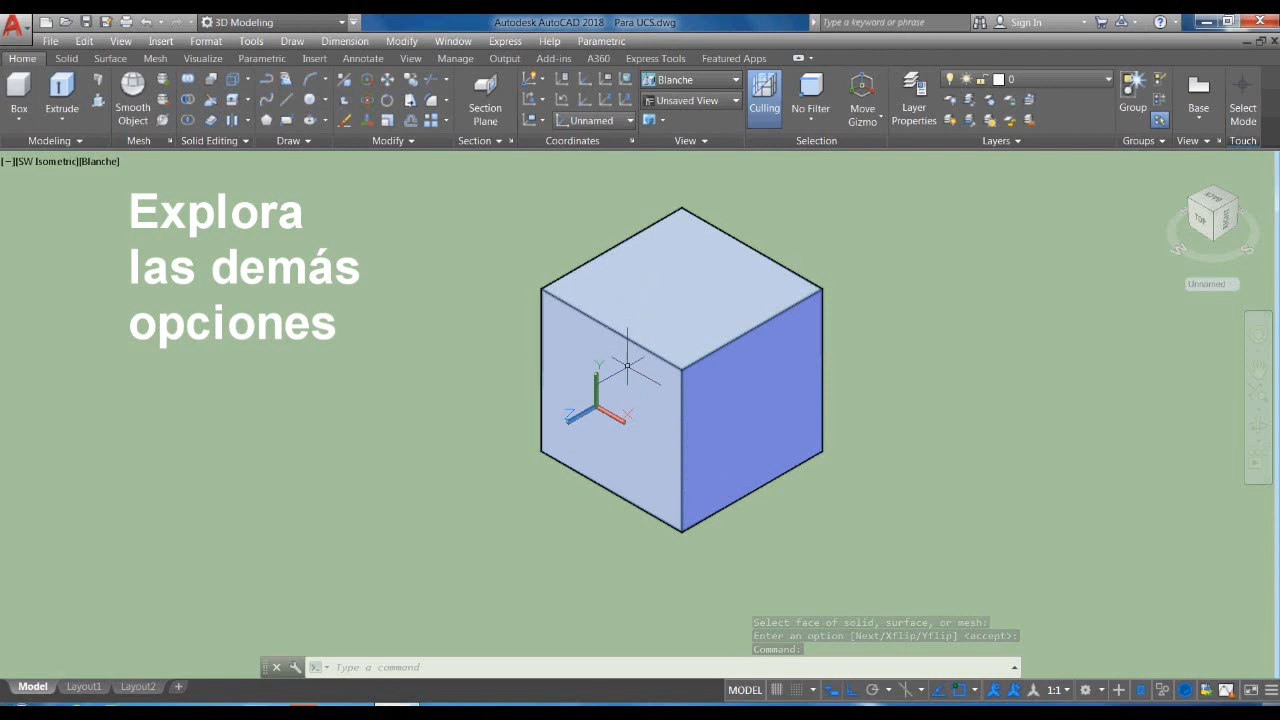 3D Modeling
Autodesk AutoCAD 2018 Para UCS.dwg
Type a keyword or phrase
Sign In
File Edit View Insert Format Tools Draw Dimension Modify Window Express Help Parametric
Home Solid Surface Mesh Visualize Parametric Insert Annotate View Manage Output Add-ins A360 Express Tools Featured Apps
Box
Extrude
Smooth
Object
Section
Plane
Unnamed
Blanche
Unsaved View
Culling
No Filter
Move
Gizmo
Layer
Properties
0
Group
Base
Select
Mode
Modeling Mesh Solid Editing Draw Modify Section Coordinates View Selection Layers Groups View Touch
[−][SW Isometric][Blanche]
Explora
las demás
opciones
Y
Z
X
TOP
RIGHT
W
S
Unnamed
Select face of solid, surface, or mesh:
Enter an option [Next/Xflip/Yflip] <accept>:
Command:
Type a command
Model Layout1 Layout2 +
MODEL
1:1